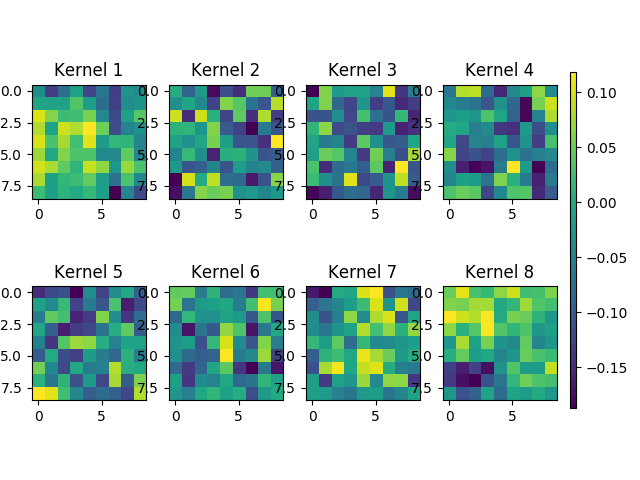 Kernel 1 Kernel 2 Kernel 3 Kernel 4
0.0 0.0 0.0 0.0 0.10
2.5 2.5 2.5 2.5 0.05
5.0 5.0 5.0 5.0 0.00
7.5 7.5 7.5 7.5
0 5 0 5 0 5 0 5 −0.05
Kernel 5 Kernel 6 Kernel 7 Kernel 8
0.0 0.0 0.0 0.0 −0.10
2.5 2.5 2.5 2.5
5.0 5.0 5.0 5.0 −0.15
7.5 7.5 7.5 7.5
0 5 0 5 0 5 0 5